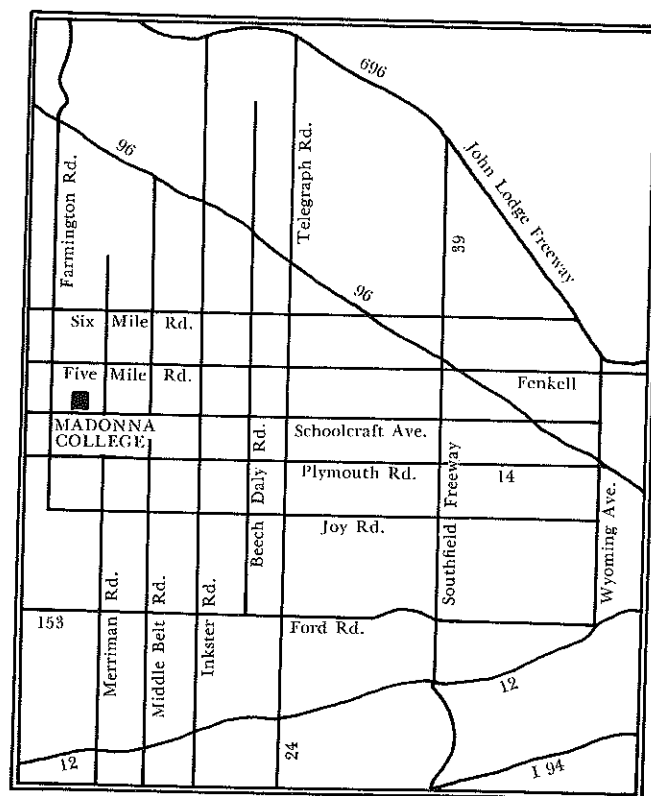 696
John Lodge Freeway
96
Farmington Rd.
Telegraph Rd.
39
96
Six Mile Rd.
Five Mile Rd.
Fenkell
MADONNA
COLLEGE
Schoolcraft Ave.
Plymouth Rd.
14
Beech Daly Rd.
Southfield Freeway
Joy Rd.
Wyoming Ave.
153
Merriman Rd.
Middle Belt Rd.
Inkster Rd.
Ford Rd.
12
12
24
I 94